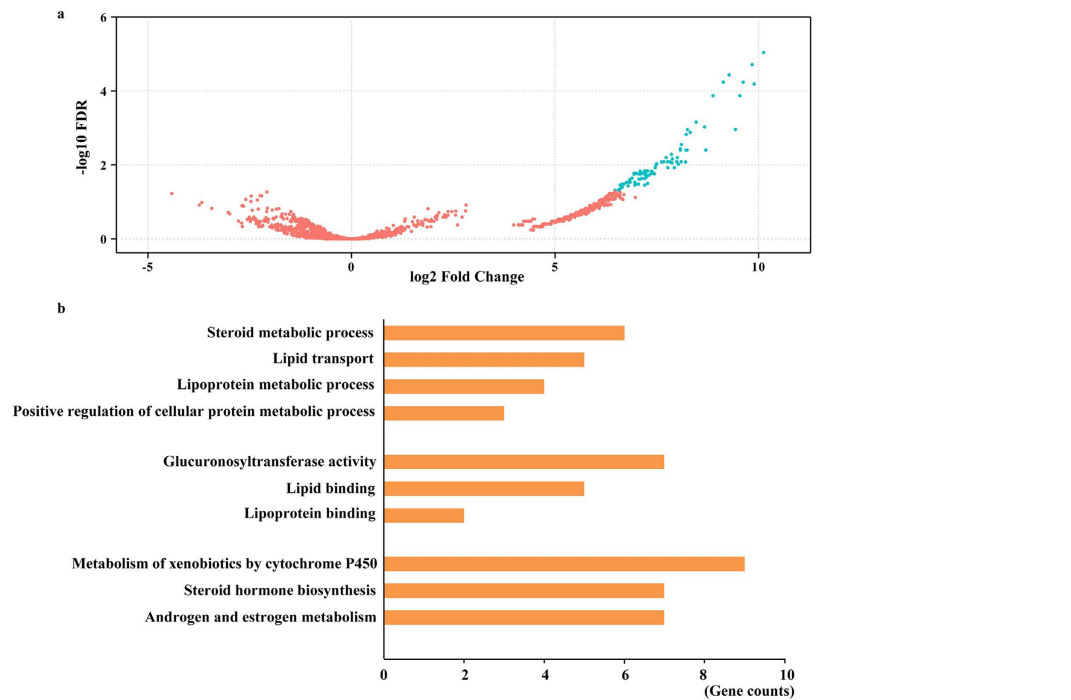 a
6
4
2
0
-log10 FDR
-5
0
5
10
log2 Fold Change
b
Steroid metabolic process
Lipid transport
Lipoprotein metabolic process
Positive regulation of cellular protein metabolic process
Glucuronosyltransferase activity
Lipid binding
Lipoprotein binding
Metabolism of xenobiotics by cytochrome P450
Steroid hormone biosynthesis
Androgen and estrogen metabolism
0 2 4 6 8 10
(Gene counts)